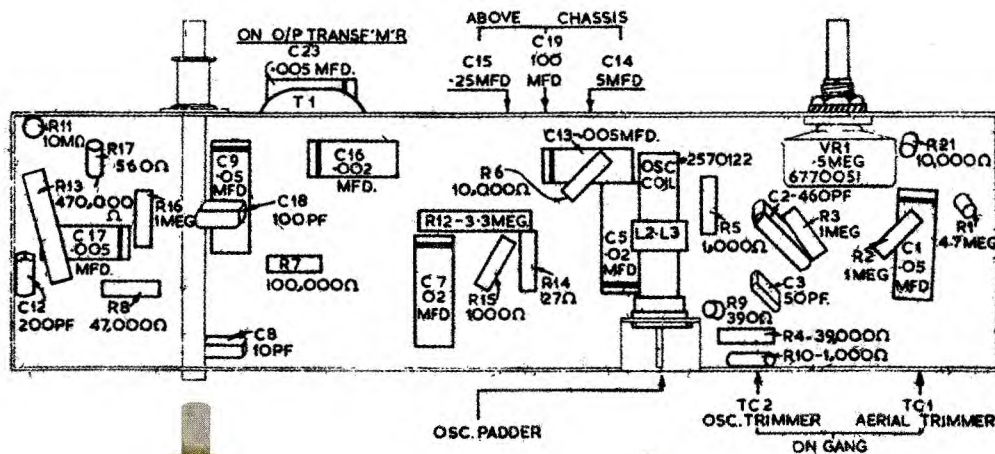 ABOVE CHASSIS
ON O/P TRANSF'M'R
C23
.005 MFD.
T1
C15
.25MFD
C19
100
MFD
C14
5MFD
R11
10MΩ
R17
560Ω
R13
470,000
Ω
R16
1MEG
C17
.005
MFD.
C12
200PF
R8
47,000Ω
C9
.05
MFD
C18
100PF
R7
100,000Ω
C8
10PF
C16
.002
MFD.
C13-.005MFD.
R6
10,000Ω
R12-3.3MEG.
C7
.02
MFD
R15
1000Ω
R14
127Ω
C5
.02
MFD
OSC
COIL
2570122
L2-L3
R5
1,000Ω
VR1
.5MEG
6770051
C2-460PF
R3
1MEG
C3
50PF.
R9
390Ω
R4-39,000Ω
R10-1,000Ω
R21
10,000Ω
R2
1MEG
C1
.05
MFD
R1
4.7MEG
OSC. PADDER
TC2
OSC. TRIMMER
TC1
AERIAL TRIMMER
ON GANG